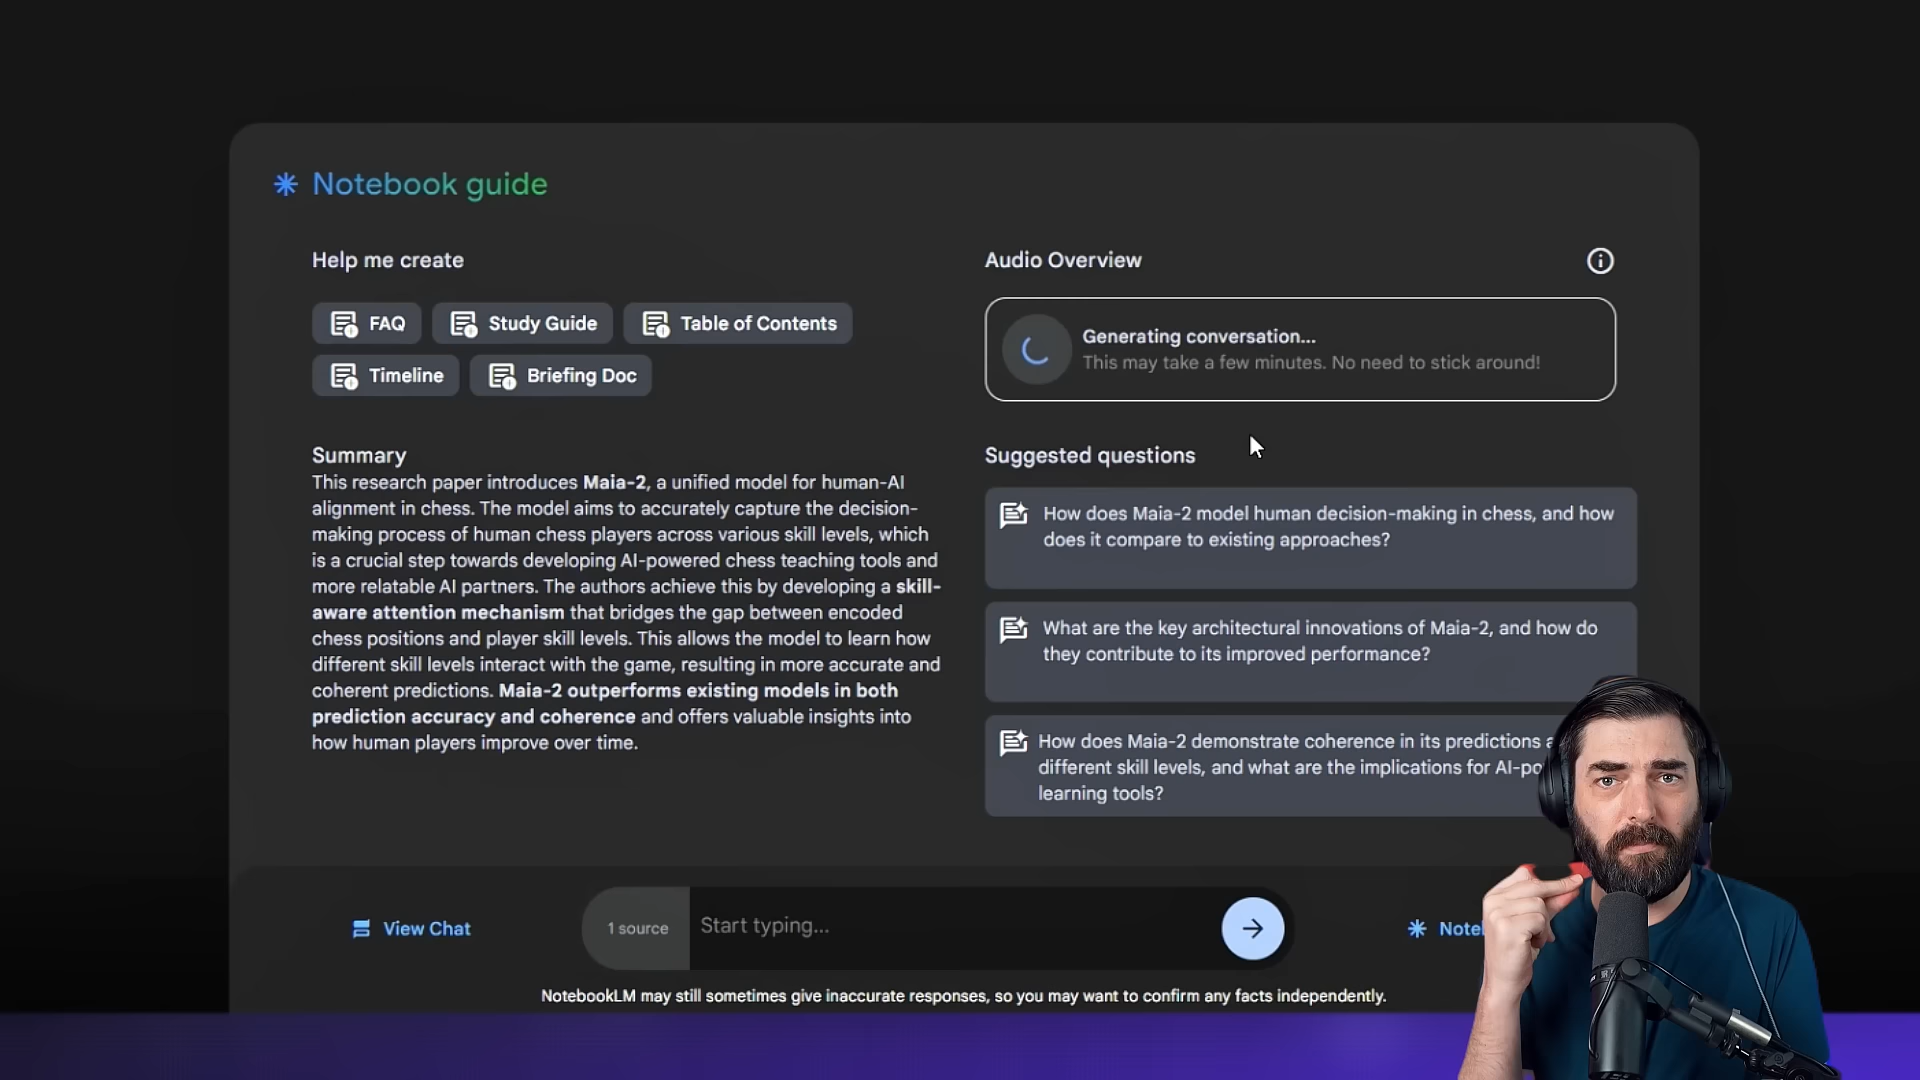 Notebook guide
Help me create
FAQ
Study Guide
Table of Contents
Timeline
Briefing Doc
Summary
This research paper introduces Maia-2, a unified model for human-AI
alignment in chess. The model aims to accurately capture the decision-
making process of human chess players across various skill levels, which
is a crucial step towards developing AI-powered chess teaching tools and
more relatable AI partners. The authors achieve this by developing a skill-
aware attention mechanism that bridges the gap between encoded
chess positions and player skill levels. This allows the model to learn how
different skill levels interact with the game, resulting in more accurate and
coherent predictions. Maia-2 outperforms existing models in both
prediction accuracy and coherence and offers valuable insights into
how human players improve over time.
Audio Overview
Generating conversation...
This may take a few minutes. No need to stick around!
Suggested questions
How does Maia-2 model human decision-making in chess, and how
does it compare to existing approaches?
What are the key architectural innovations of Maia-2, and how do
they contribute to its improved performance?
How does Maia-2 demonstrate coherence in its predictions
different skill levels, and what are the implications for
learning tools?
View Chat
1 source
Start typing...
NotebookLM may still sometimes give inaccurate responses, so you may want to confirm any facts independently.